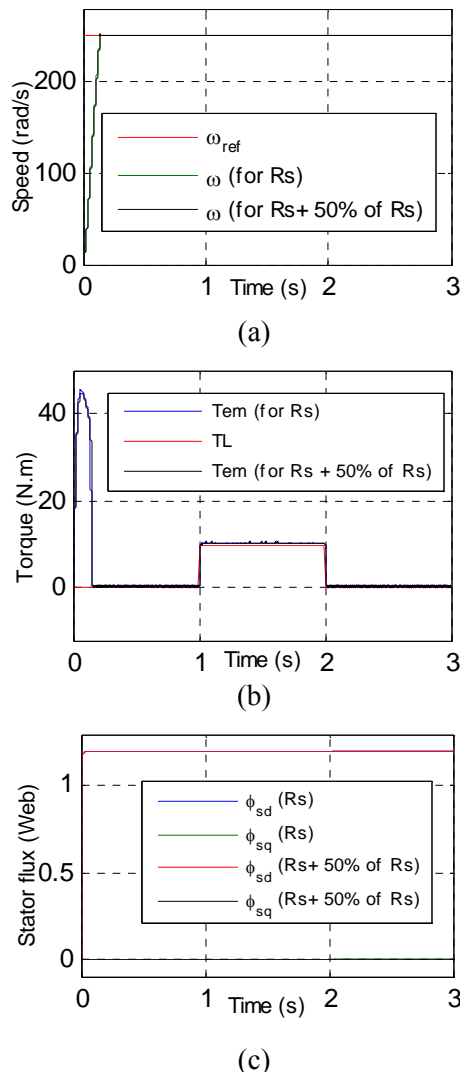 200
100
0
Speed (rad/s)
ω_ref
ω (for Rs)
ω (for Rs+ 50% of Rs)
0 1 2 3
Time (s)
(a)
40
20
0
Torque (N.m)
Tem (for Rs)
TL
Tem (for Rs + 50% of Rs)
0 1 2 3
Time (s)
(b)
1
0.5
0
Stator flux (Web)
ϕ_sd (Rs)
ϕ_sq (Rs)
ϕ_sd (Rs+ 50% of Rs)
ϕ_sq (Rs+ 50% of Rs)
0 1 2 3
Time (s)
(c)